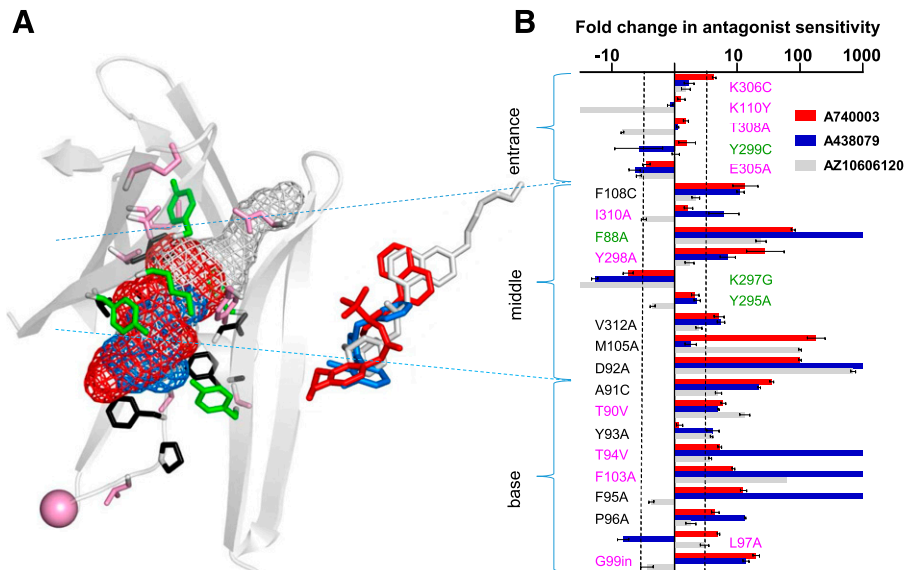 A
B
Fold change in antagonist sensitivity
-10 10 100 1000
entrance
middle
base
K306C
K110Y
T308A
Y299C
E305A
F108C
I310A
F88A
Y298A
K297G
Y295A
V312A
M105A
D92A
A91C
T90V
Y93A
T94V
F103A
F95A
P96A
L97A
G99in
A740003
A438079
AZ10606120